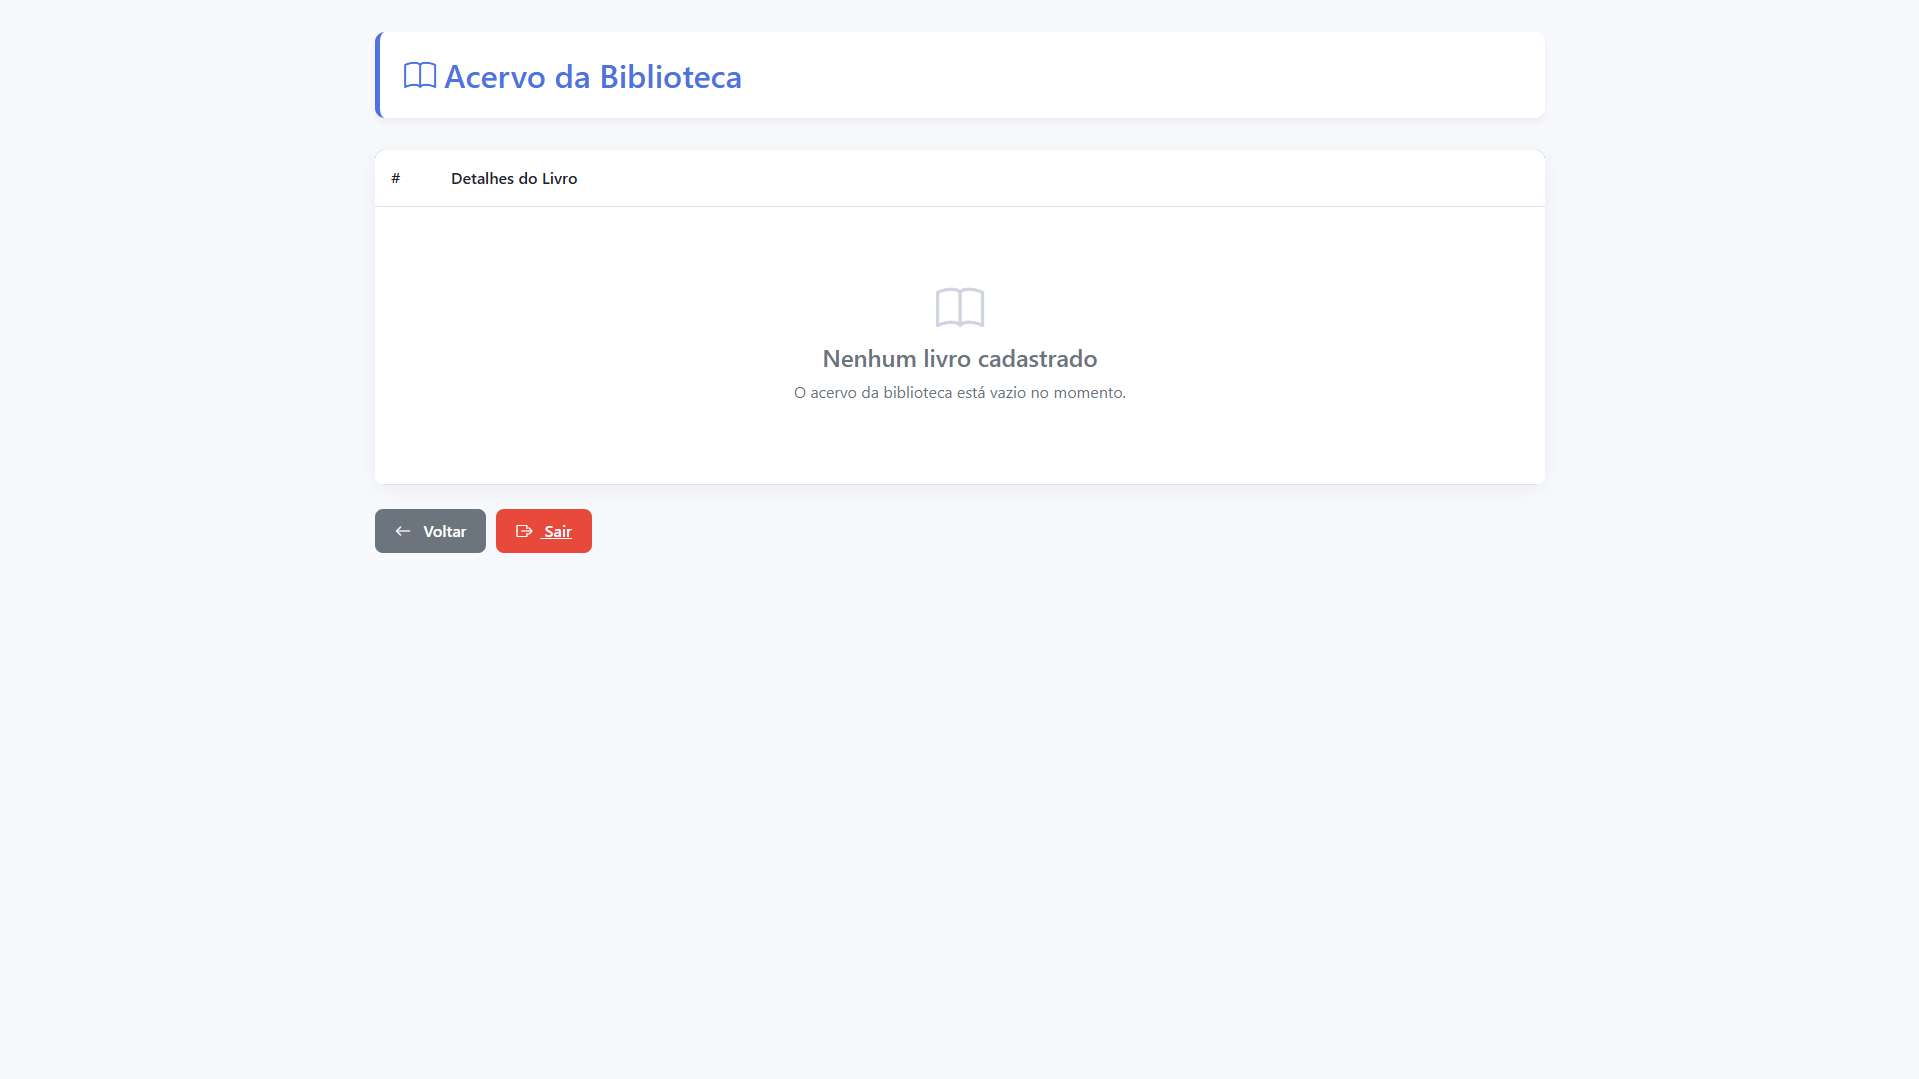 Acervo da Biblioteca
# Detalhes do Livro
Nenhum livro cadastrado
O acervo da biblioteca está vazio no momento.
Voltar Sair